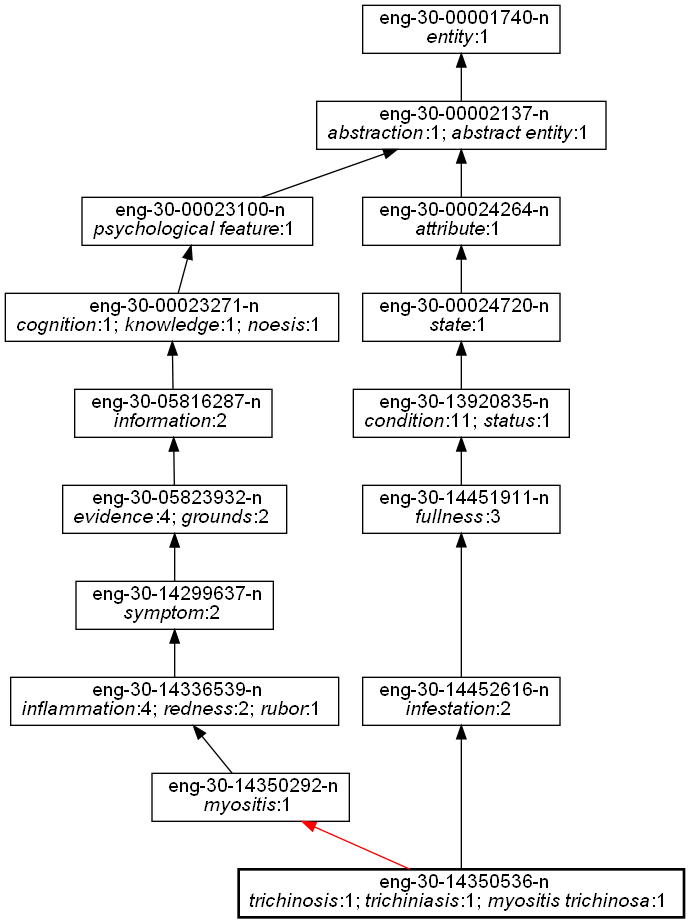 eng-30-00001740-n
entity:1
eng-30-00002137-n
abstraction:1; abstract entity:1
eng-30-00023100-n
psychological feature:1
eng-30-00024264-n
attribute:1
eng-30-00023271-n
cognition:1; knowledge:1; noesis:1
eng-30-00024720-n
state:1
eng-30-05816287-n
information:2
eng-30-13920835-n
condition:11; status:1
eng-30-05823932-n
evidence:4; grounds:2
eng-30-14451911-n
fullness:3
eng-30-14299637-n
symptom:2
eng-30-14336539-n
inflammation:4; redness:2; rubor:1
eng-30-14452616-n
infestation:2
eng-30-14350292-n
myositis:1
eng-30-14350536-n
trichinosis:1; trichiniasis:1; myositis trichinosa:1